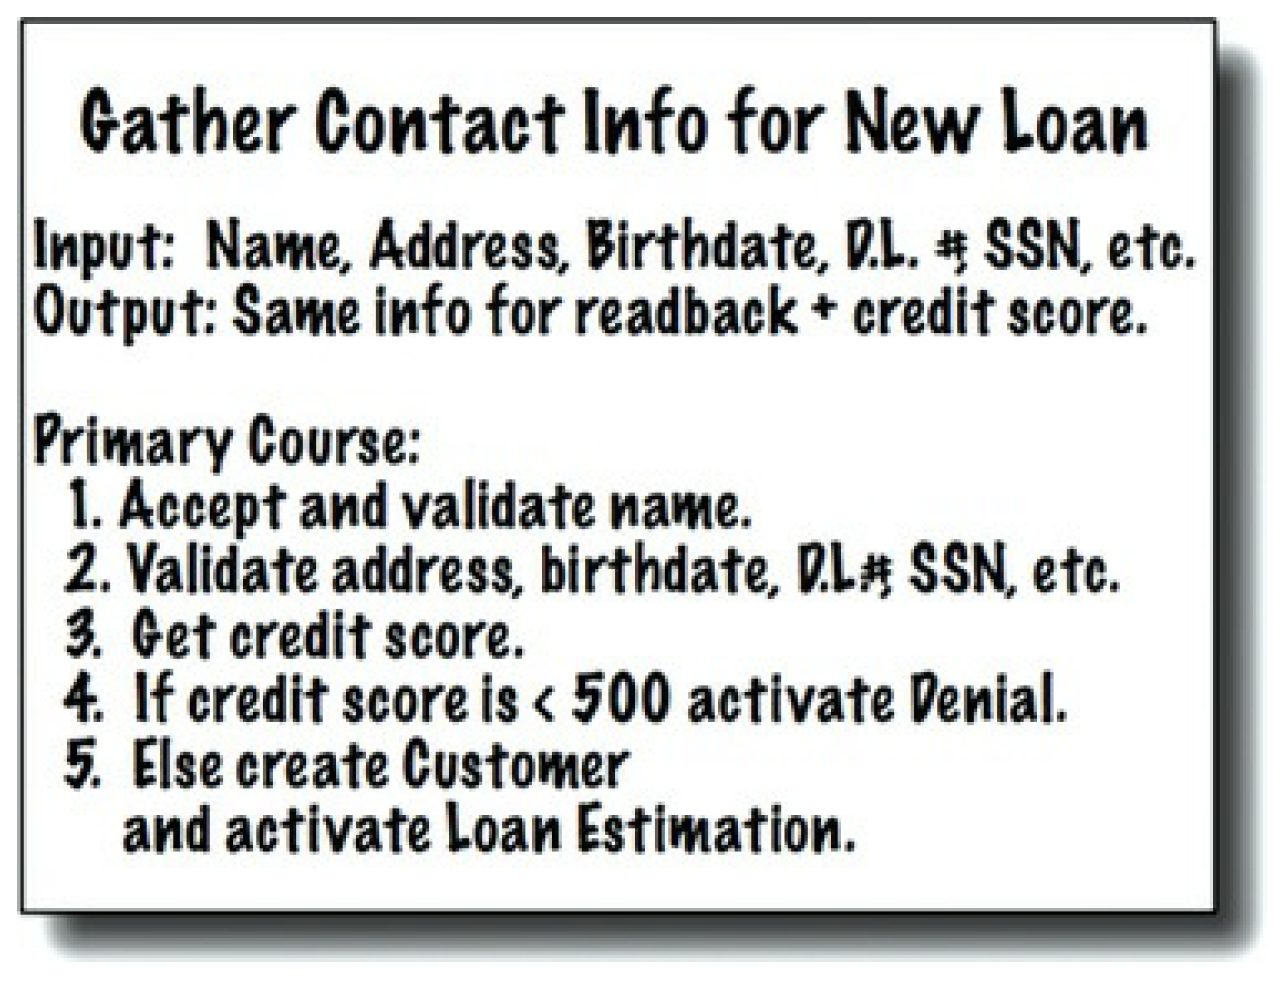 Gather Contact Info for New Loan
Input: Name, Address, Birthdate, D.L. #, SSN, etc.
Output: Same info for readback + credit score.
Primary Course:
1. Accept and validate name.
2. Validate address, birthdate, D.L#, SSN, etc.
3. Get credit score.
4. If credit score is < 500 activate Denial.
5. Else create Customer
and activate Loan Estimation.